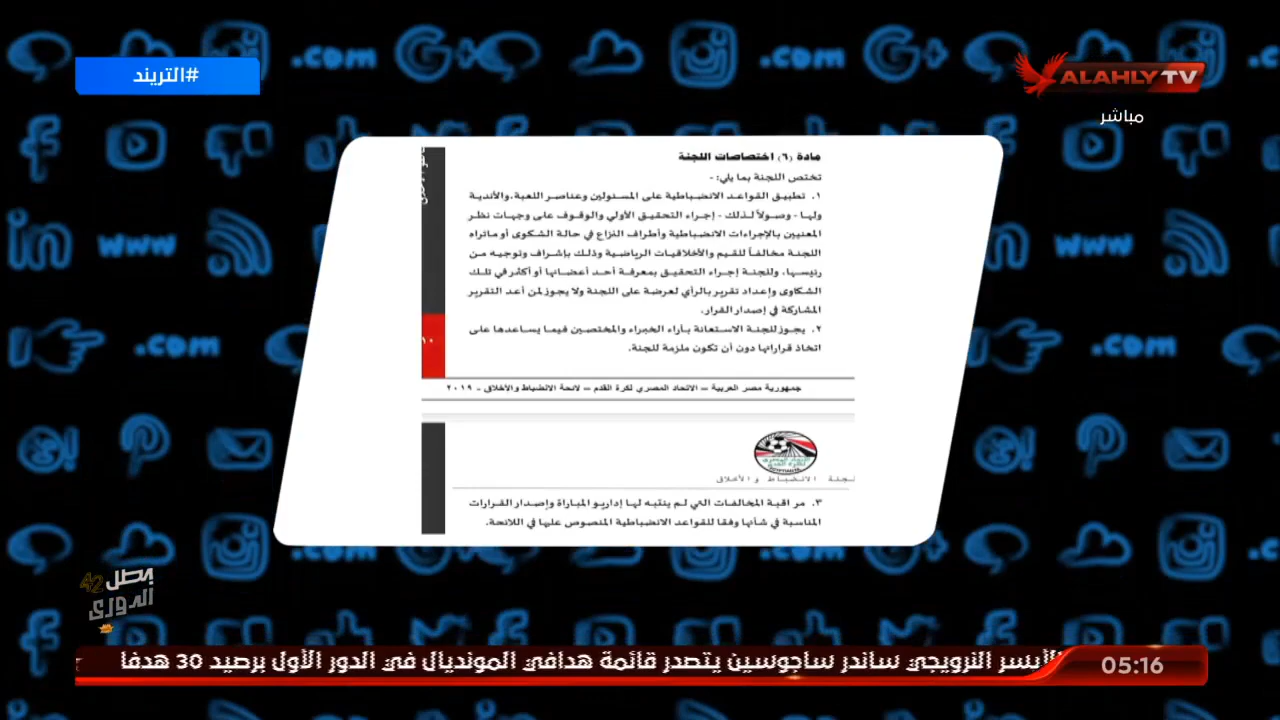 #التريند
ALAHLY TV
مباشر
مادة (٦) اختصاصات اللجنة
تختص اللجنة بما يلي: -
١. تطبيق القواعد الانضباطية على المسئولين وعناصر اللعبة،والأندية
ولها - وصولاً لذلك - إجراء التحقيق الأولي والوقوف على وجهات نظر
المعنيين بالإجراءات الانضباطية وأطراف النزاع في حالة الشكوى أو ماتراه
اللجنة مخالفاً للقيم والأخلاقيات الرياضية وذلك بإشراف وتوجيه من
رئيسها، وللجنة إجراء التحقيق بمعرفة أحد أعضائها أو أكثر في تلك
الشكاوى وإعداد تقرير بالرأي لعرضة على اللجنة ولا يجوز لمن أعد التقرير
المشاركة في إصدار القرار.
٢. يجوز للجنة الاستعانة بآراء الخبراء والمختصين فيما يساعدها على
اتخاذ قراراتها دون أن تكون ملزمة للجنة.
١٠
جمهورية مصر العربية – الاتحاد المصري لكرة القدم – لائحة الانضباط والأخلاق – ٢٠١٩
لجنة الانضباط والأخلاق
٣. مراقبة المخالفات التي لم ينتبه لها إداريو المباراة وإصدار القرارات
المناسبة في شأنها وفقا للقواعد الانضباطية المنصوص عليها في اللائحة.
بطل الدوري 42
الأيسر النرويجي ساندر ساجوسين يتصدر قائمة هدافي المونديال في الدور الأول برصيد 30 هدفا
05:16
.com
www